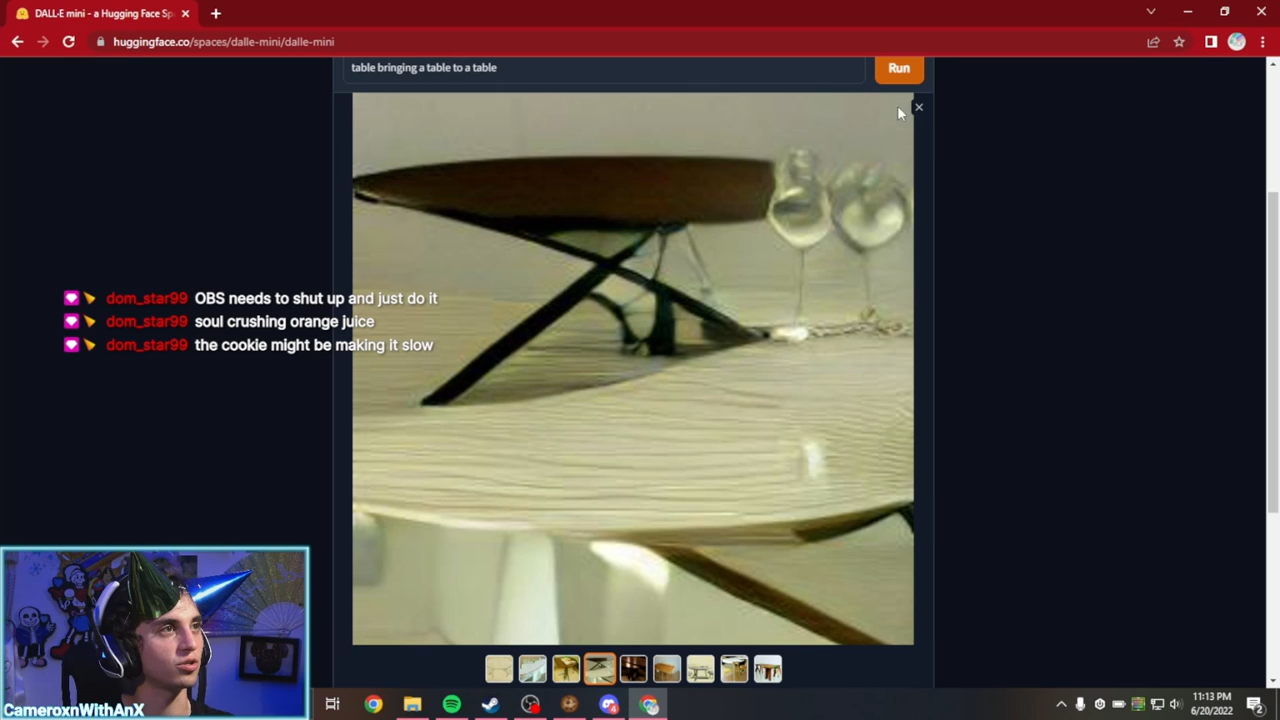 DALL·E mini - a Hugging Face Sp
huggingface.co/spaces/dalle-mini/dalle-mini
table bringing a table to a table
Run
dom_star99 OBS needs to shut up and just do it
dom_star99 soul crushing orange juice
dom_star99 the cookie might be making it slow
CameroxnWithAnX
11:13 PM
6/20/2022
2